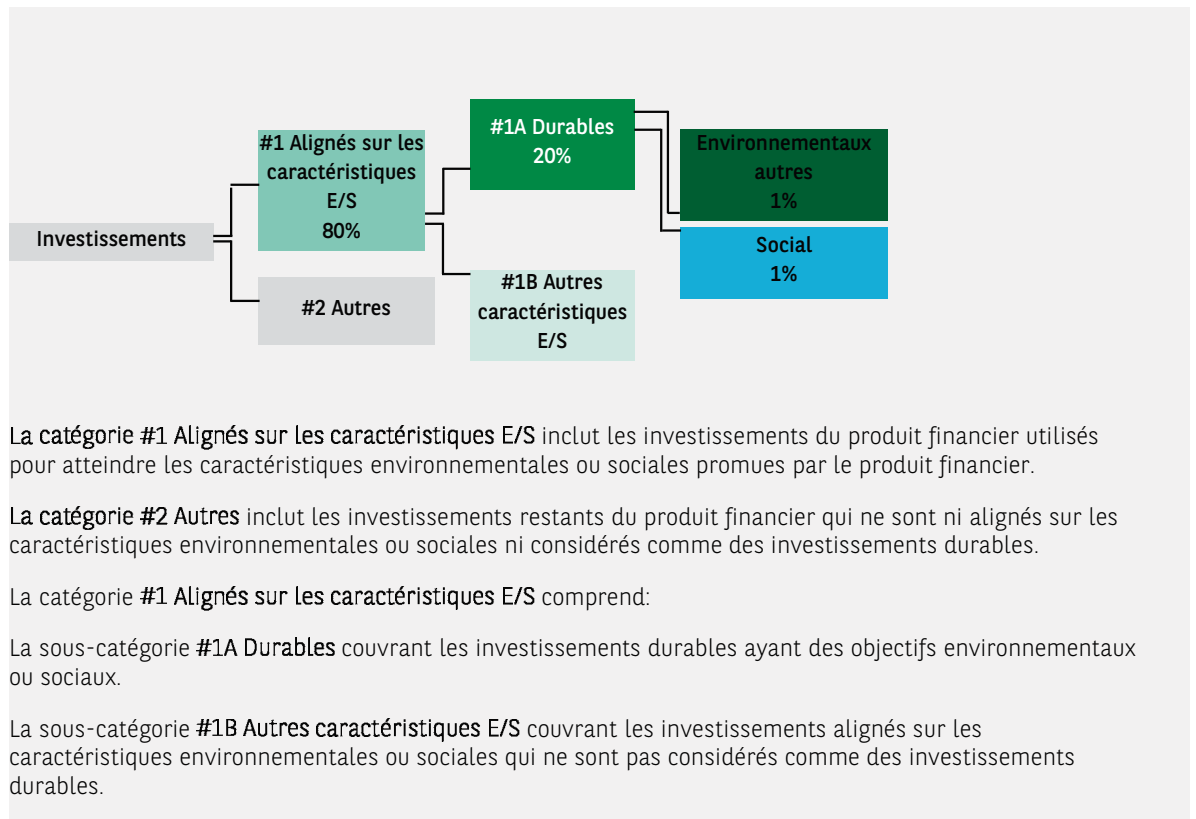 #1A Durables
20%
#1 Alignés sur les
caractéristiques
E/S
80%
Environnementaux
autres
1%
Investissements
Social
1%
#2 Autres
#1B Autres
caractéristiques
E/S
La catégorie #1 Alignés sur les caractéristiques E/S inclut les investissements du produit financier utilisés
pour atteindre les caractéristiques environnementales ou sociales promues par le produit financier.
La catégorie #2 Autres inclut les investissements restants du produit financier qui ne sont ni alignés sur les
caractéristiques environnementales ou sociales ni considérés comme des investissements durables.
La catégorie #1 Alignés sur les caractéristiques E/S comprend:
La sous-catégorie #1A Durables couvrant les investissements durables ayant des objectifs environnementaux
ou sociaux.
La sous-catégorie #1B Autres caractéristiques E/S couvrant les investissements alignés sur les
caractéristiques environnementales ou sociales qui ne sont pas considérés comme des investissements
durables.